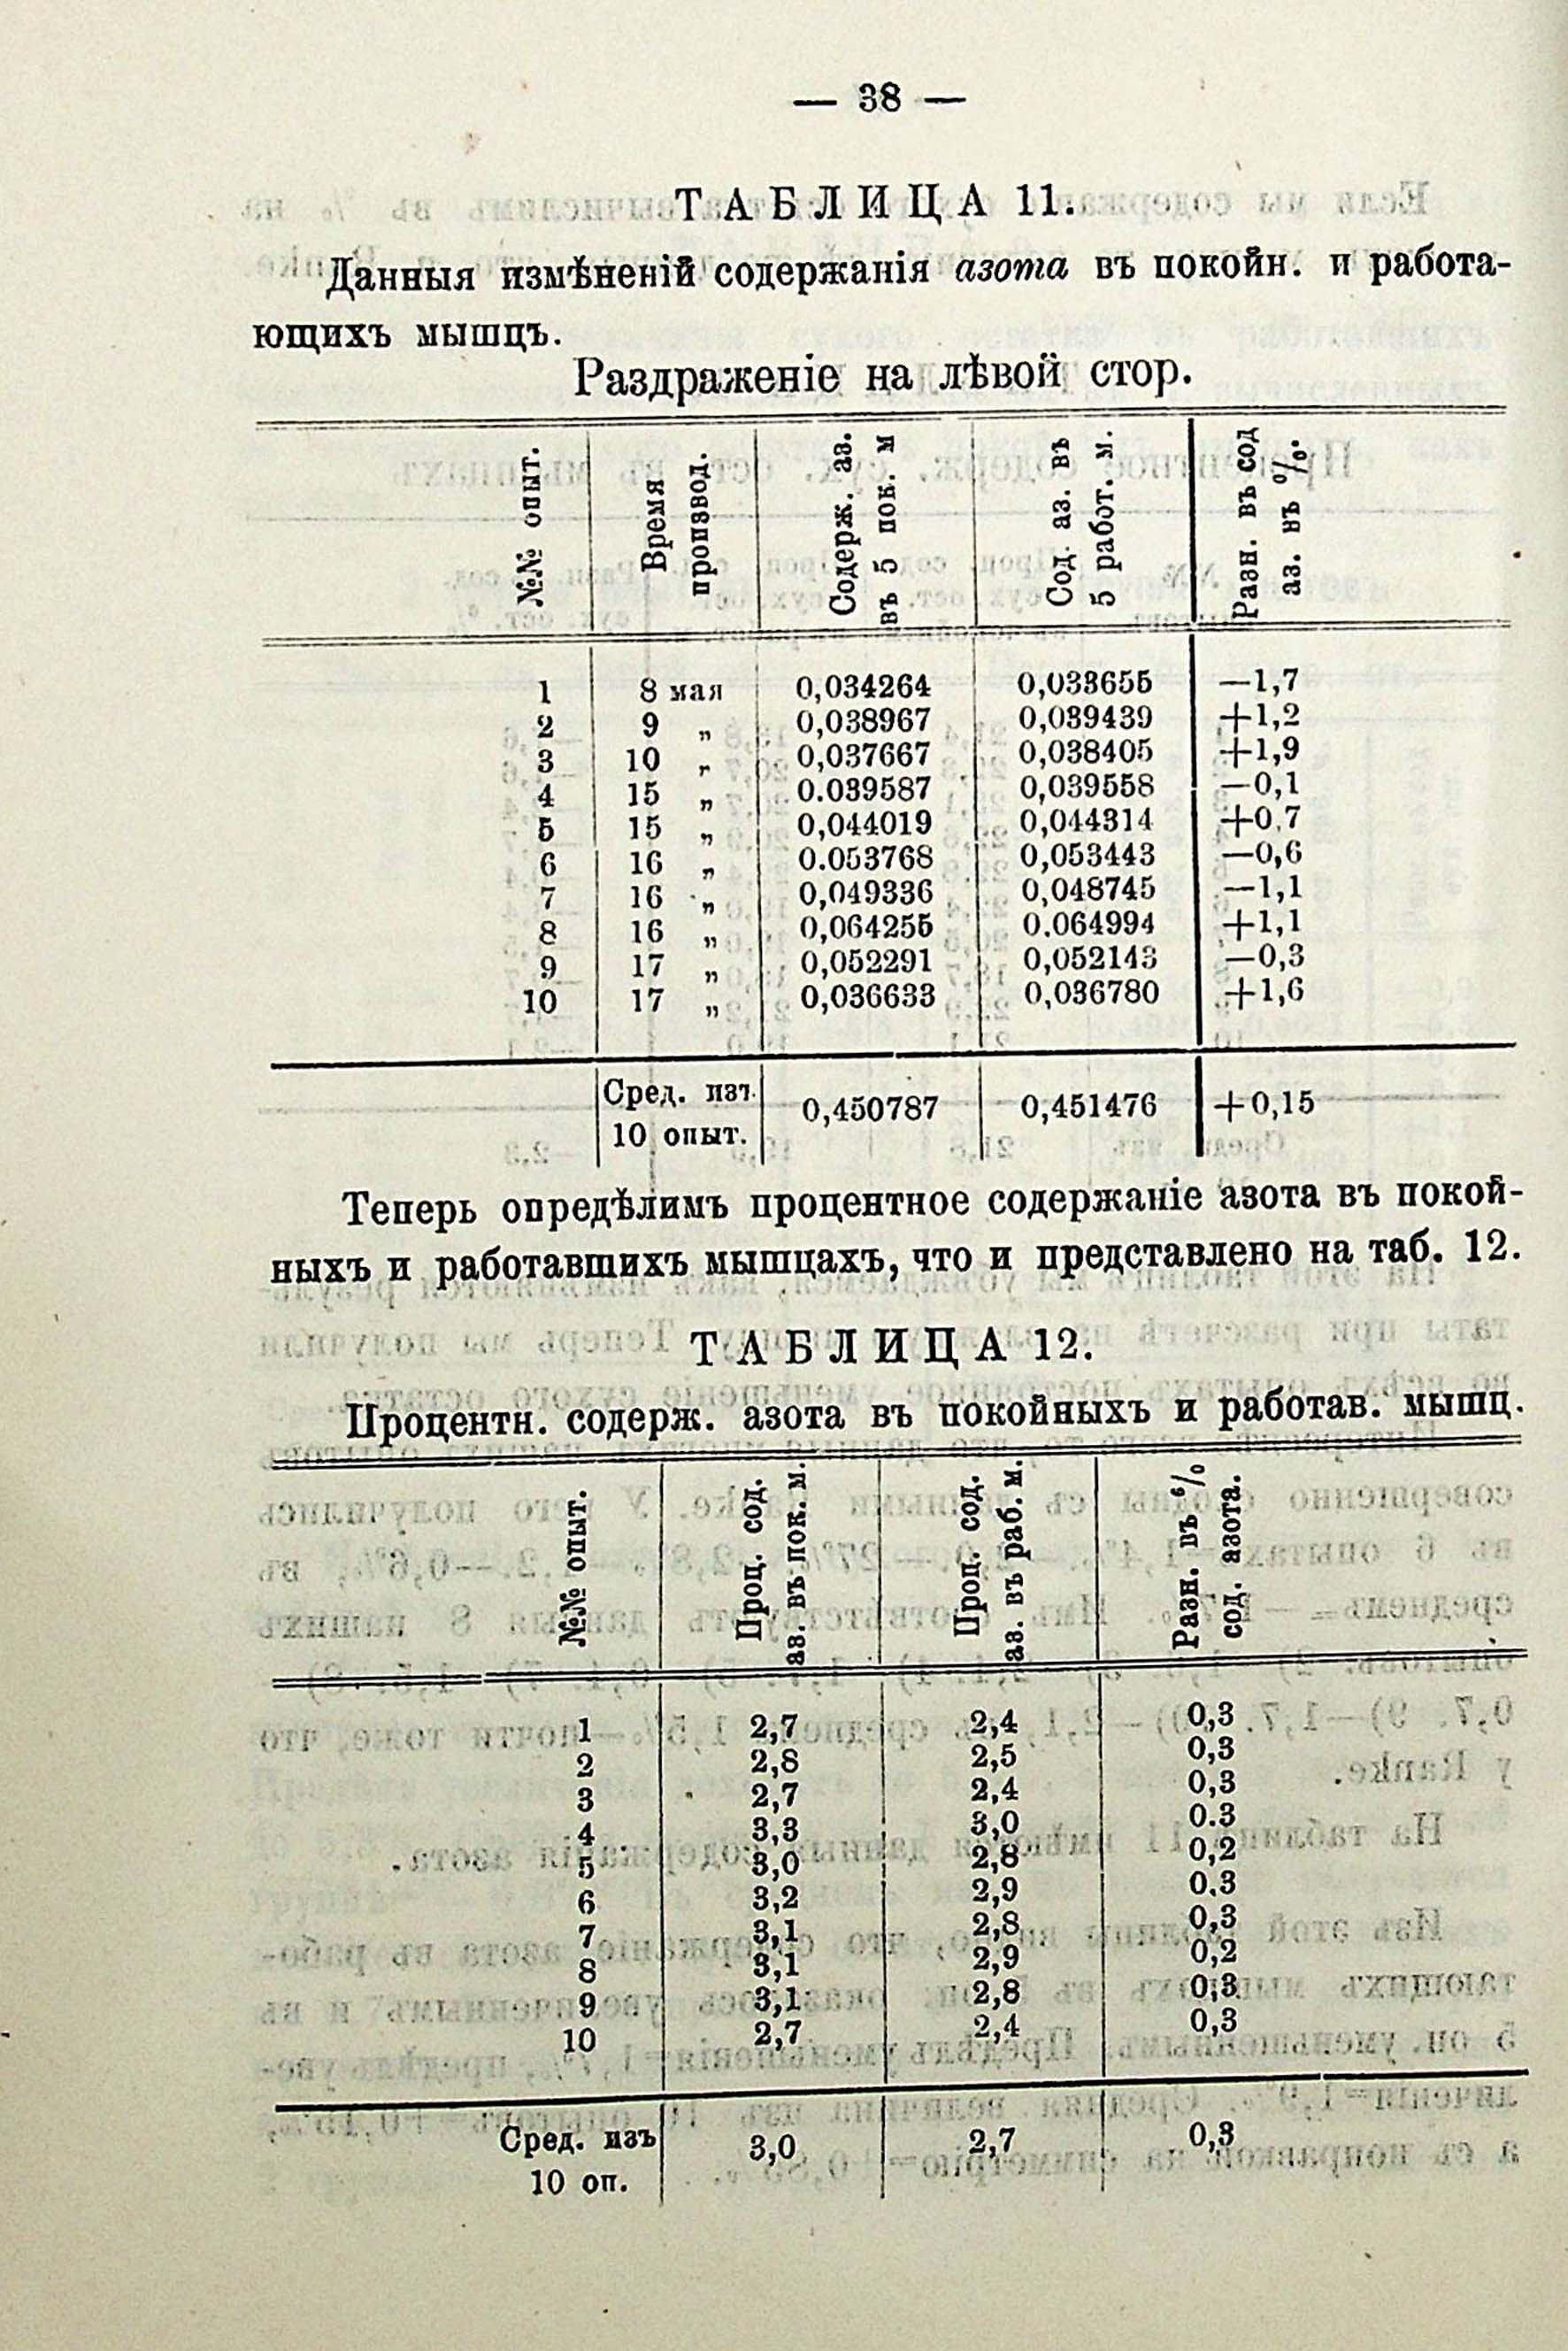 — 38 —
ТАБЛИЦА 11.
Данныя измѣненій содержанія азота въ покойн. и работа-
ющихъ мышцъ.
Раздраженіе на лѣвой стор.
№№ опыт. | Время производ. | Содерж. аз. въ 5 пок. м | Сод. аз. въ 5 работ. м. | Разн. въ сод аз. въ %.
1 8 мая 0,034264 0,033655 —1,7
2 9 „ 0,038967 0,039439 +1,2
3 10 „ 0,037667 0,038405 +1,9
4 15 „ 0.039587 0,039558 —0,1
5 15 „ 0,044019 0,044314 +0,7
6 16 „ 0.053768 0,053443 —0,6
7 16 „ 0,049336 0,048745 —1,1
8 16 „ 0,064255 0.064994 +1,1
9 17 „ 0,052291 0,052143 —0,3
10 17 „ 0,036633 0,036780 +1,6
Сред. изъ 0,450787 0,451476 +0,15
10 опыт.
Теперь опредѣлимъ процентное содержаніе азота въ покой-
ныхъ и работавшихъ мышцахъ, что и представлено на таб. 12.
ТАБЛИЦА 12.
Процентн. содерж. азота въ покойныхъ и работав. мышц.
№№ опыт. | Проц. сод. аз. въ пок. м. | Проц. сод. аз. въ раб. м. | Разн. въ % сод. азота.
1 2,7 2,4 0,3
2 2,8 2,5 0,3
3 2,7 2,4 0,3
4 3,3 3,0 0.3
5 3,0 2,8 0,2
6 3,2 2,9 0.3
7 3,1 2,8 0,3
8 3,1 2,9 0,2
9 3,1 2,8 0,3
10 2,7 2,4 0,3
Сред. изъ 3,0 2,7 0,3
10 оп.